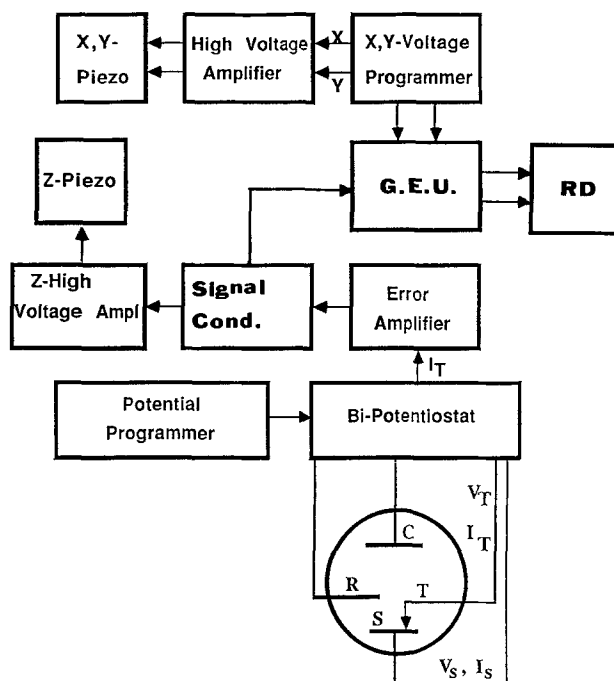 X,Y-
Piezo
High Voltage
Amplifier
X
Y
X,Y-Voltage
Programmer
Z-Piezo
G.E.U.
RD
Z-High
Voltage Ampl
Signal
Cond.
Error
Amplifier
I_T
Potential
Programmer
Bi-Potentiostat
V_T
I_T
C
R
T
S
V_S, I_S